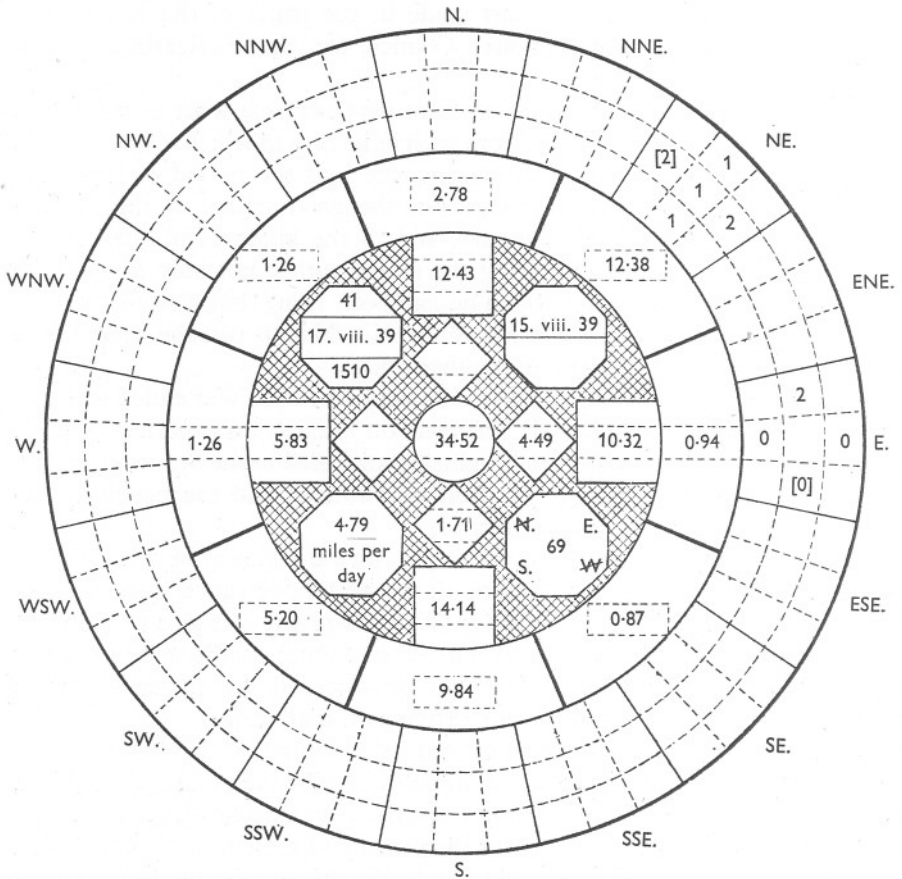 N.
NNW.
NNE.
NW.
NE.
[2]
1
1
1
2
2·78
1·26
12·43
12·38
WNW.
ENE.
41
17. viii. 39
15. viii. 39
1510
2
W.
1·26
5·83
34·52
4·49
10·32
0·94
0
0
E.
[0]
4·79
miles per
day
1·71
N.
E.
69
S.
W
WSW.
ESE.
5·20
14·14
0·87
9·84
SW.
SE.
SSW.
SSE.
S.